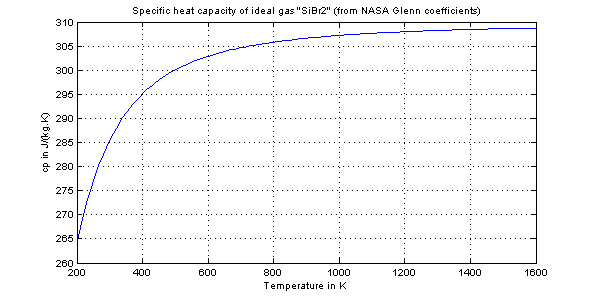 Specific heat capacity of ideal gas "SiBr2" (from NASA Glenn coefficients)
310
305
300
295
290
285
280
275
270
265
260
cp in J/(kg.K)
200 400 600 800 1000 1200 1400 1600
Temperature in K